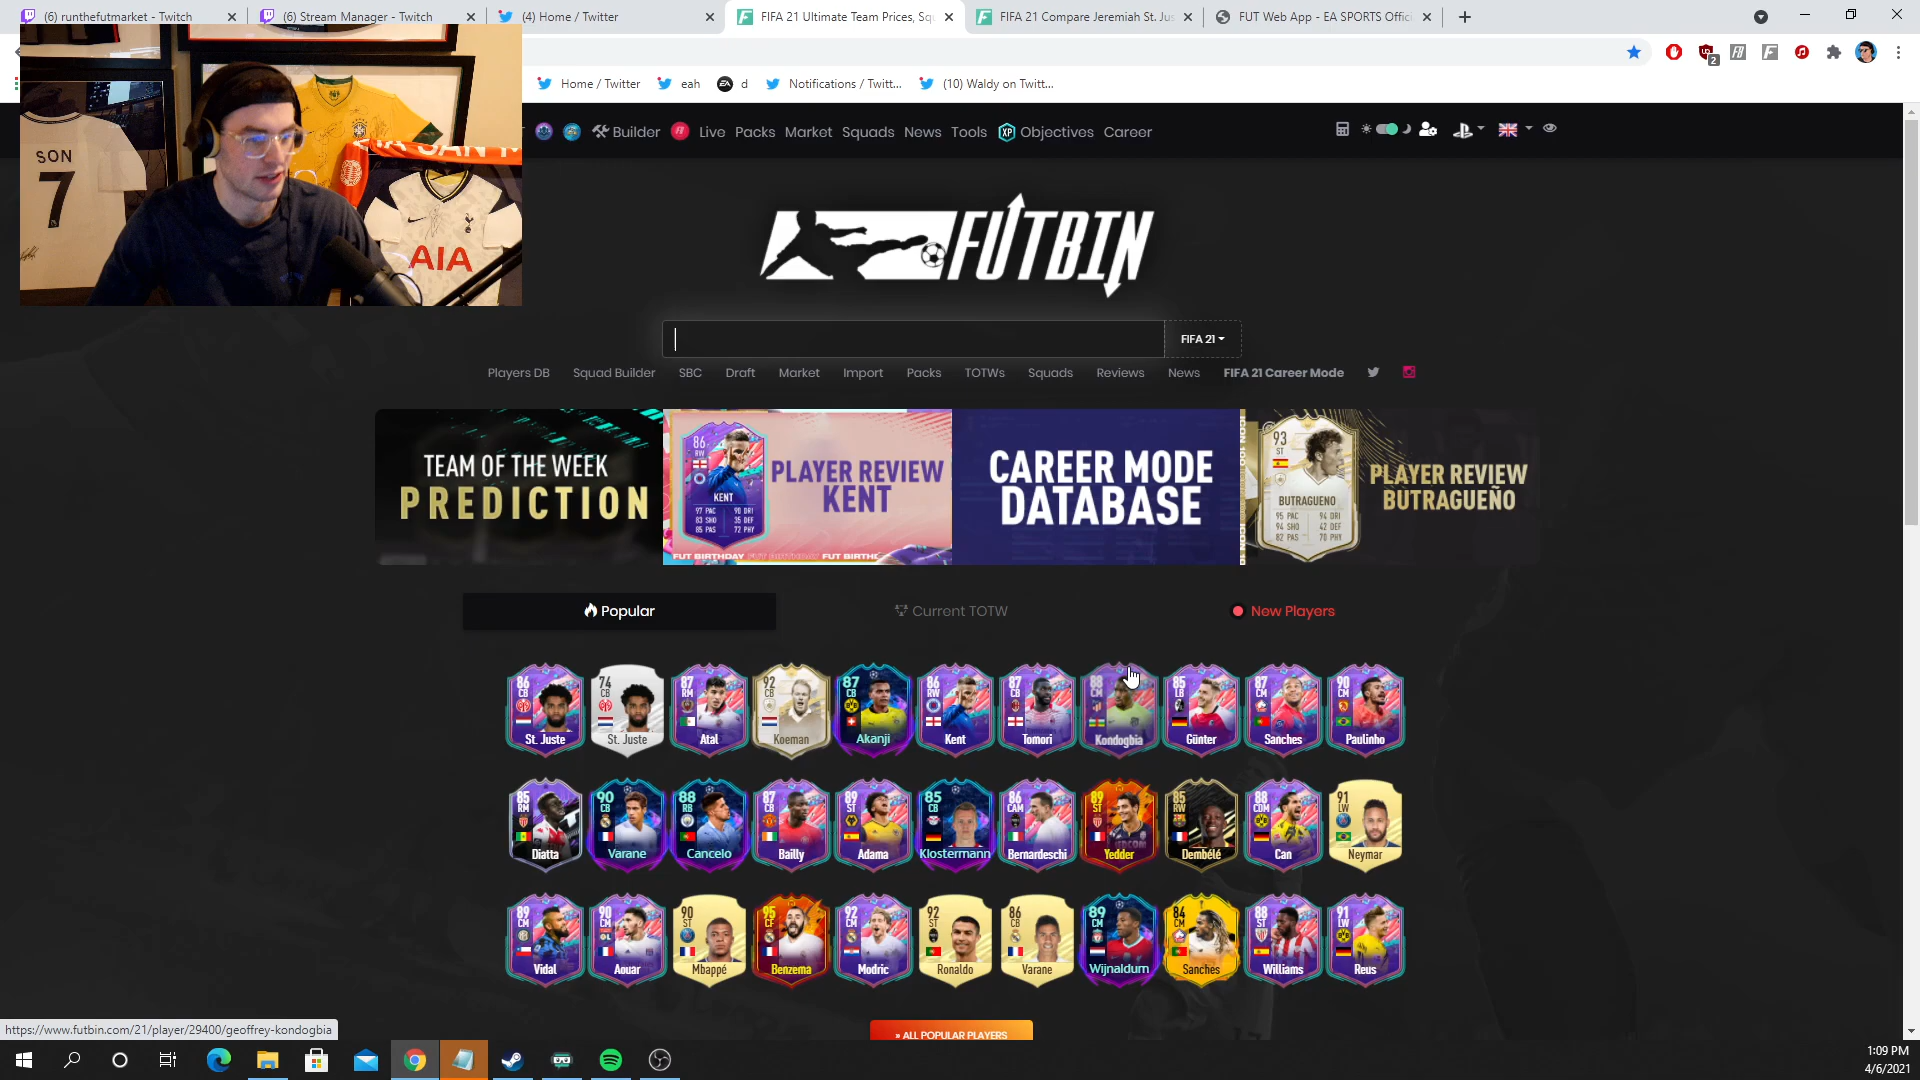 (6) runthefutmarket - Twitch
(6) Stream Manager - Twitch
(4) Home / Twitter
FIFA 21 Ultimate Team Prices, Squ
FIFA 21 Compare Jeremiah St. Jus
FUT Web App - EA SPORTS Offici
2
Home / Twitter
eah
d
Notifications / Twitt...
(10) Waldy on Twitt...
Builder
Live
Packs
Market
Squads
News
Tools
XP
Objectives
Career
SON
7
AIA
FUTBIN
FIFA 21
Players DB
Squad Builder
SBC
Draft
Market
Import
Packs
TOTWs
Squads
Reviews
News
FIFA 21 Career Mode
TEAM OF THE WEEK
PREDICTION
86
RW
KENT
97 PAC 90 DRI
83 SHO 35 DEF
85 PAS 72 PHY
PLAYER REVIEW
KENT
FUT BIRTHDAY
CAREER MODE
DATABASE
93
ST
BUTRAGUENO
95 PAC 94 DRI
94 SHO 42 DEF
82 PAS 70 PHY
PLAYER REVIEW
BUTRAGUEÑO
Popular
Current TOTW
New Players
86 CB St. Juste
74 CB St. Juste
87 RM Atal
92 CB Koeman
87 CB Akanji
86 RW Kent
87 CB Tomori
88 CM Kondogbia
85 LB Günter
87 CM Sanches
90 CM Paulinho
85 RM Diatta
90 CB Varane
88 RB Cancelo
87 CB Bailly
89 ST Adama
85 CB Klostermann
86 CAM Bernardeschi
89 ST Yedder
85 RW Dembélé
88 CDM Can
91 LW Neymar
89 CM Vidal
90 CM Aouar
90 ST Mbappé
95 CF Benzema
92 CM Modric
92 ST Ronaldo
86 CB Varane
89 CM Wijnaldum
84 CM Sanches
88 ST Williams
91 LW Reus
» ALL POPULAR PLAYERS
https://www.futbin.com/21/player/29400/geoffrey-kondogbia
1:09 PM
4/6/2021